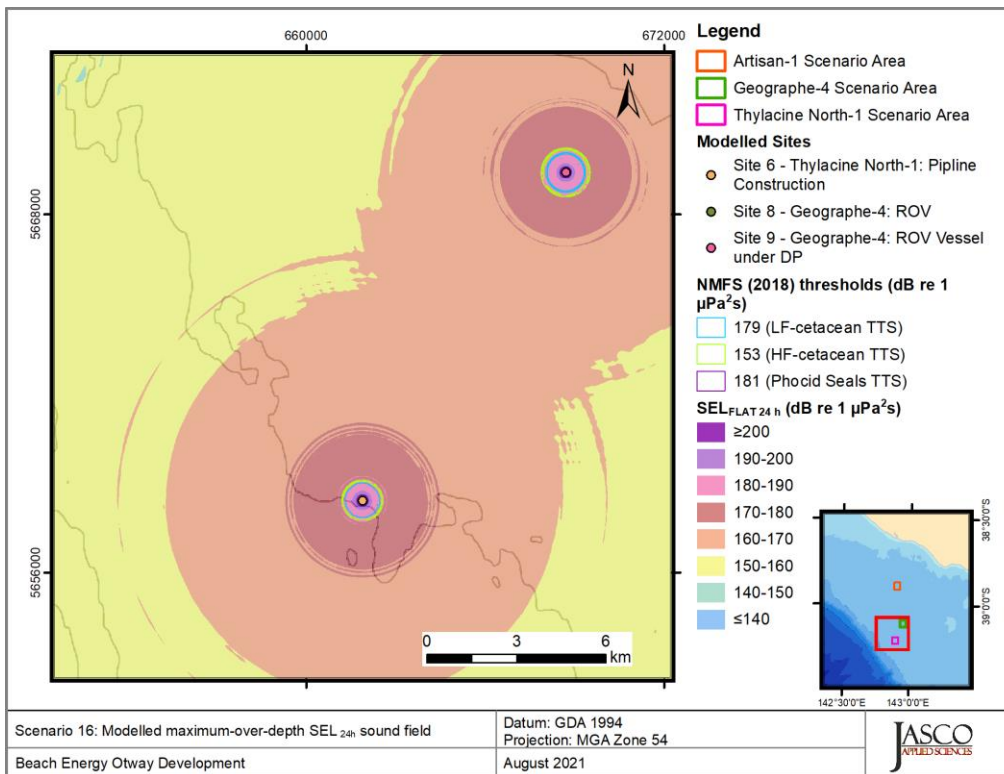 660000
672000
5668000
5656000
N
0 3 6
km
Legend
Artisan-1 Scenario Area
Geographe-4 Scenario Area
Thylacine North-1 Scenario Area
Modelled Sites
Site 6 - Thylacine North-1: Pipline
Construction
Site 8 - Geographe-4: ROV
Site 9 - Geographe-4: ROV Vessel
under DP
NMFS (2018) thresholds (dB re 1
µPa²s)
179 (LF-cetacean TTS)
153 (HF-cetacean TTS)
181 (Phocid Seals TTS)
SEL FLAT 24 h (dB re 1 µPa²s)
≥200
190-200
180-190
170-180
160-170
150-160
140-150
≤140
38°30'0"S
39°0'0"S
142°30'0"E
143°0'0"E
Scenario 16: Modelled maximum-over-depth SEL 24h sound field
Datum: GDA 1994
Projection: MGA Zone 54
Beach Energy Otway Development
August 2021
JASCO
APPLIED SCIENCES